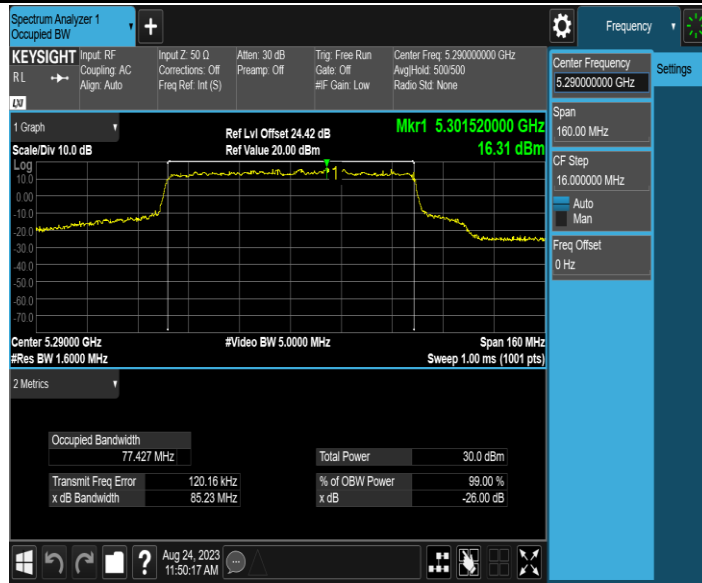 Spectrum Analyzer 1
Occupied BW
+
Frequency
KEYSIGHT
RL
LXI
Input: RF
Coupling: AC
Align: Auto
Input Z: 50 Ω
Corrections: Off
Freq Ref: Int (S)
Atten: 30 dB
Preamp: Off
Trig: Free Run
Gate: Off
#IF Gain: Low
Center Freq: 5.290000000 GHz
Avg|Hold: 500/500
Radio Std: None
Center Frequency
5.290000000 GHz
Settings
Span
160.00 MHz
CF Step
16.000000 MHz
Auto
Man
Freq Offset
0 Hz
1 Graph
Scale/Div 10.0 dB
Ref Lvl Offset 24.42 dB
Ref Value 20.00 dBm
Mkr1 5.301520000 GHz
16.31 dBm
Log
10.0
0.00
-10.0
-20.0
-30.0
-40.0
-50.0
-60.0
-70.0
1
Center 5.29000 GHz
#Video BW 5.0000 MHz
Span 160 MHz
#Res BW 1.6000 MHz
Sweep 1.00 ms (1001 pts)
2 Metrics
Occupied Bandwidth
77.427 MHz
Total Power 30.0 dBm
Transmit Freq Error 120.16 kHz
% of OBW Power 99.00 %
x dB Bandwidth 85.23 MHz
x dB -26.00 dB
?
Aug 24, 2023
11:50:17 AM